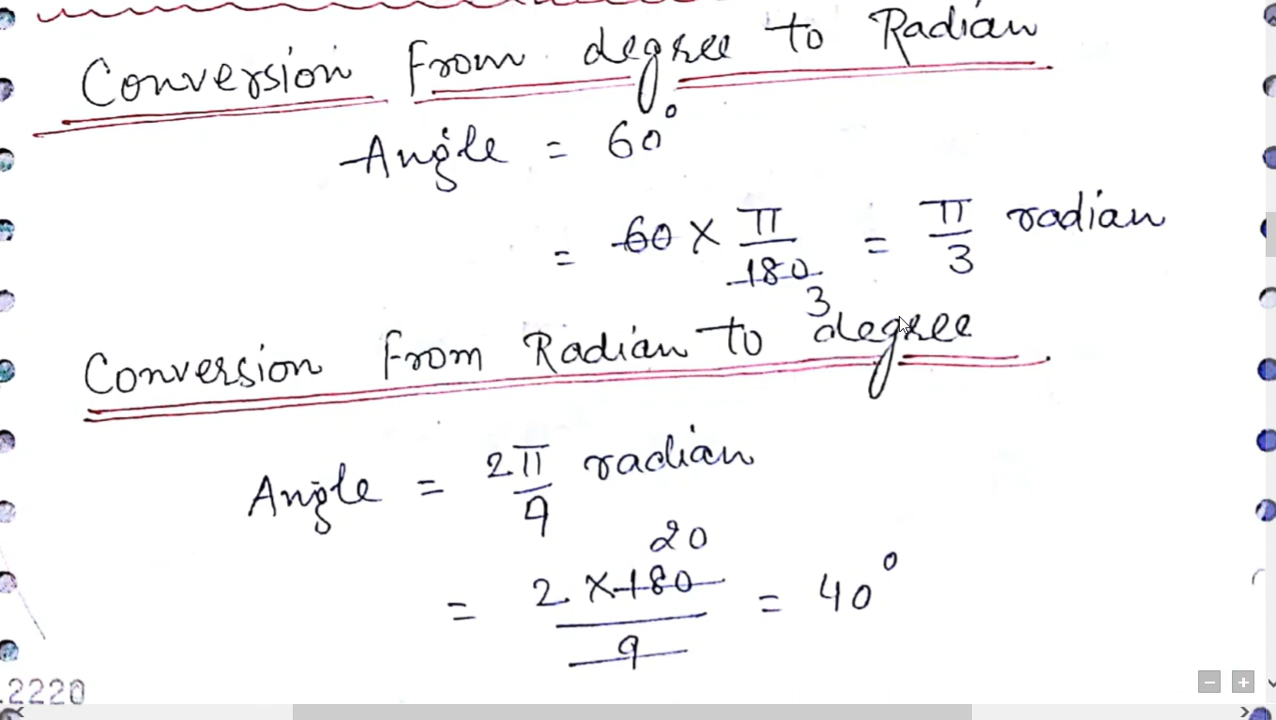 Conversion From degree to Radian
Angle = 60°
= 60 × π/180 = π/3 radian
3
Conversion From Radian to degree.
Angle = 2π/9 radian
20
= 2 × 180/9 = 40°
.2220